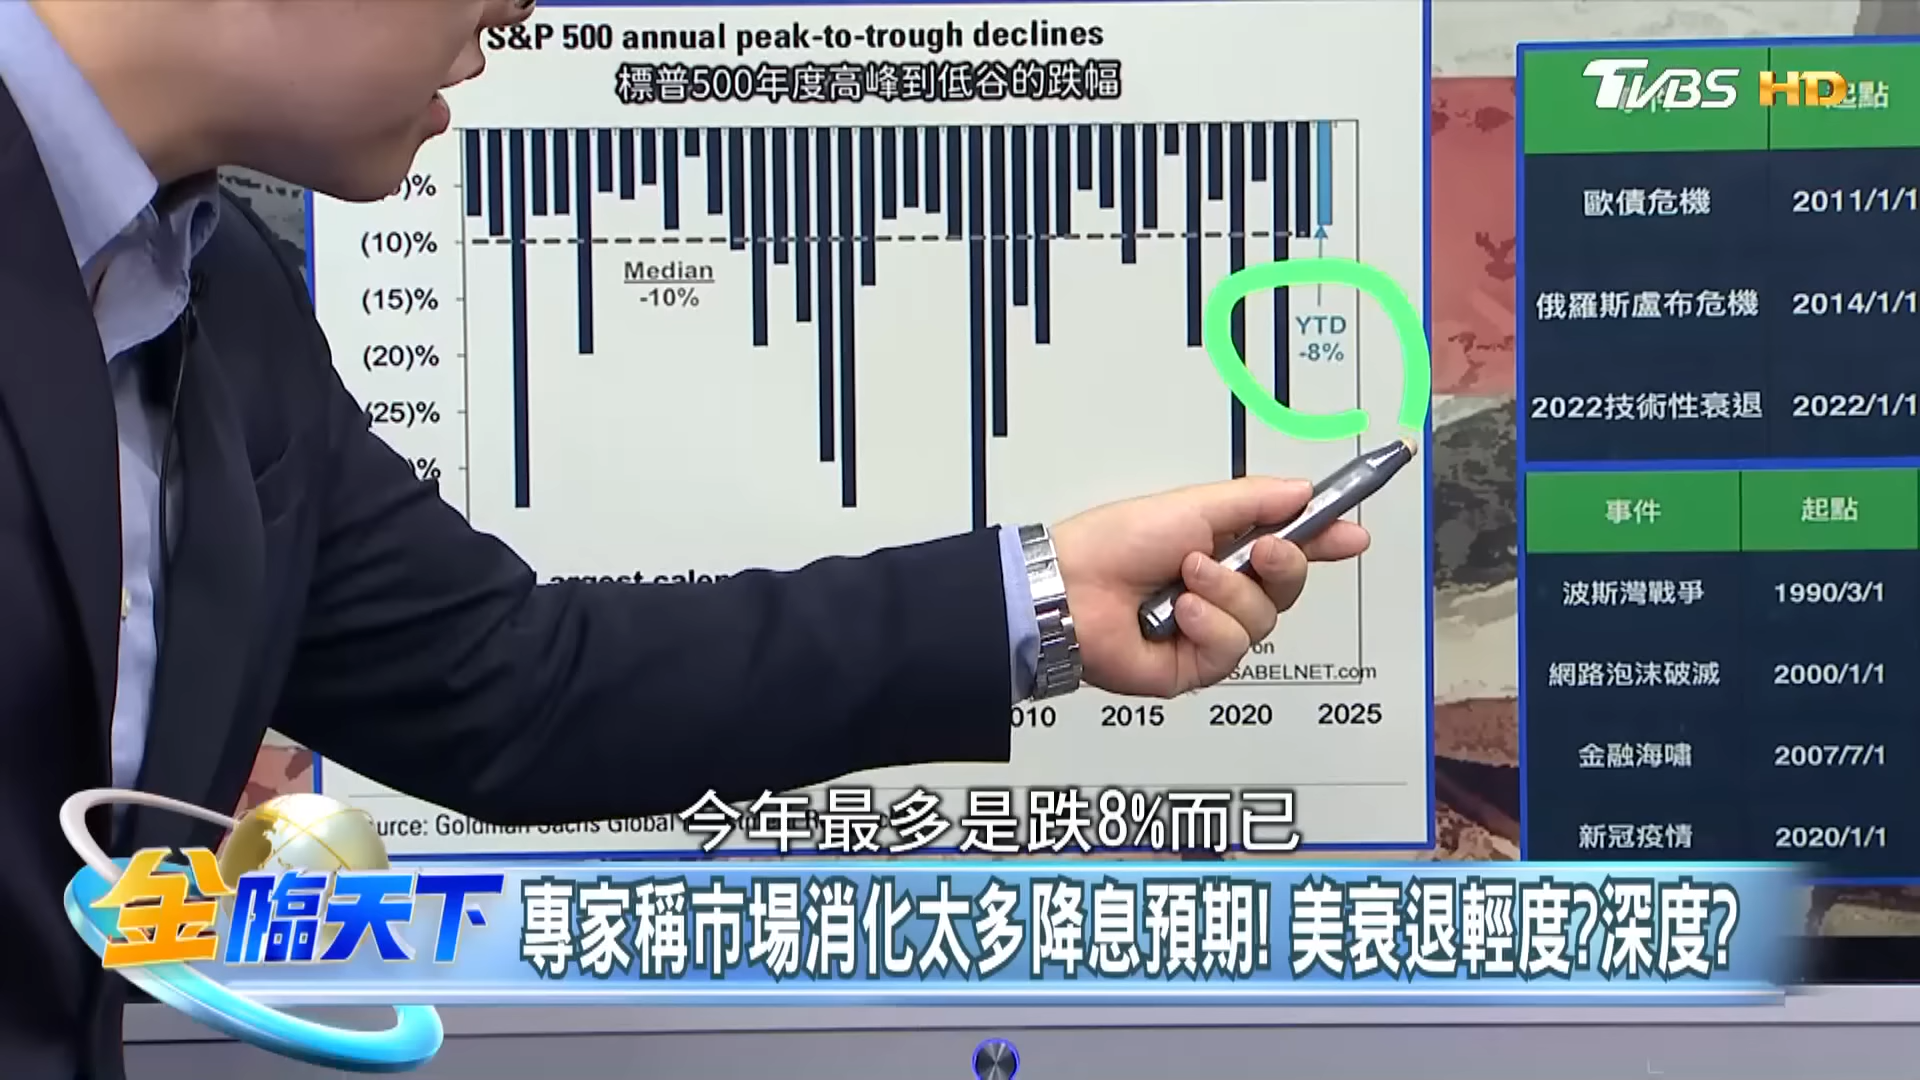 S&P 500 annual peak-to-trough declines
標普500年度高峰到低谷的跌幅
(10)%
(15)%
(20)%
(25)%
Median
-10%
YTD
-8%
on
SABELNET.com
2015
2020
2025
TVBS HD
起點
歐債危機 2011/1/1
俄羅斯盧布危機 2014/1/1
2022技術性衰退 2022/1/1
事件 起點
波斯灣戰爭 1990/3/1
網路泡沫破滅 2000/1/1
金融海嘯 2007/7/1
新冠疫情 2020/1/1
今年最多是跌8%而已
金臨天下
專家稱市場消化太多降息預期! 美衰退輕度?深度?